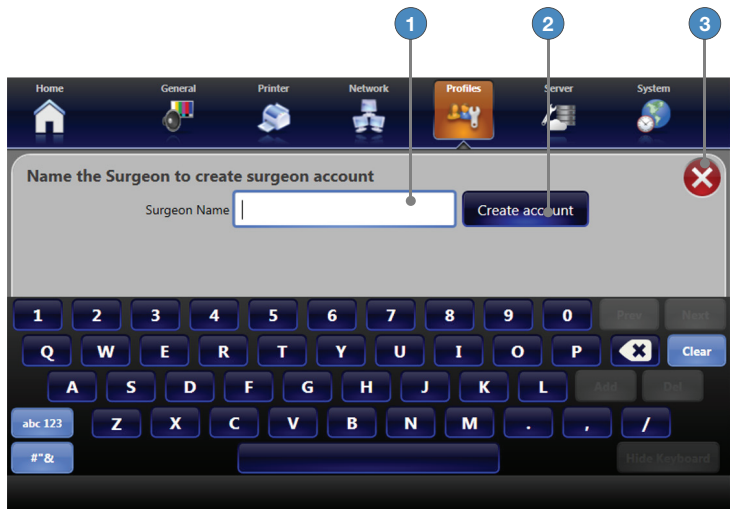 1 2 3
Home General Printer Network Profiles Server System
Name the Surgeon to create surgeon account
Surgeon Name Create account
1 2 3 4 5 6 7 8 9 0 Prev Next
Q W E R T Y U I O P Clear
A S D F G H J K L Add Del
abc 123 Z X C V B N M . , /
#"& Hide Keyboard